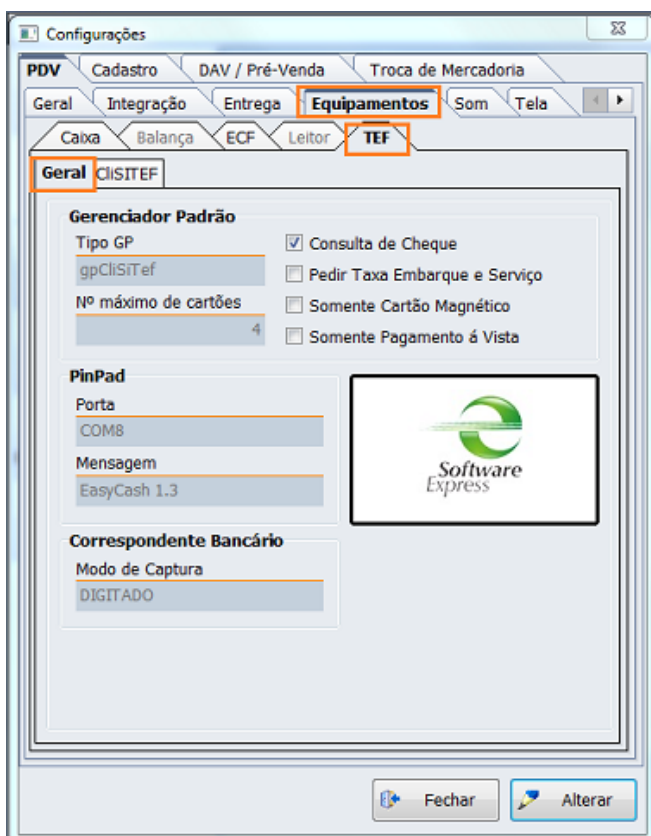 Configurações
PDV Cadastro DAV / Pré-Venda Troca de Mercadoria
Geral Integração Entrega Equipamentos Som Tela
Caixa Balança ECF Leitor TEF
Geral CliSITEF
Gerenciador Padrão
Tipo GP
gpCliSiTef
Nº máximo de cartões
4
Consulta de Cheque
Pedir Taxa Embarque e Serviço
Somente Cartão Magnético
Somente Pagamento á Vista
PinPad
Porta
COM8
Mensagem
EasyCash 1.3
Software
Express
Correspondente Bancário
Modo de Captura
DIGITADO
Fechar Alterar